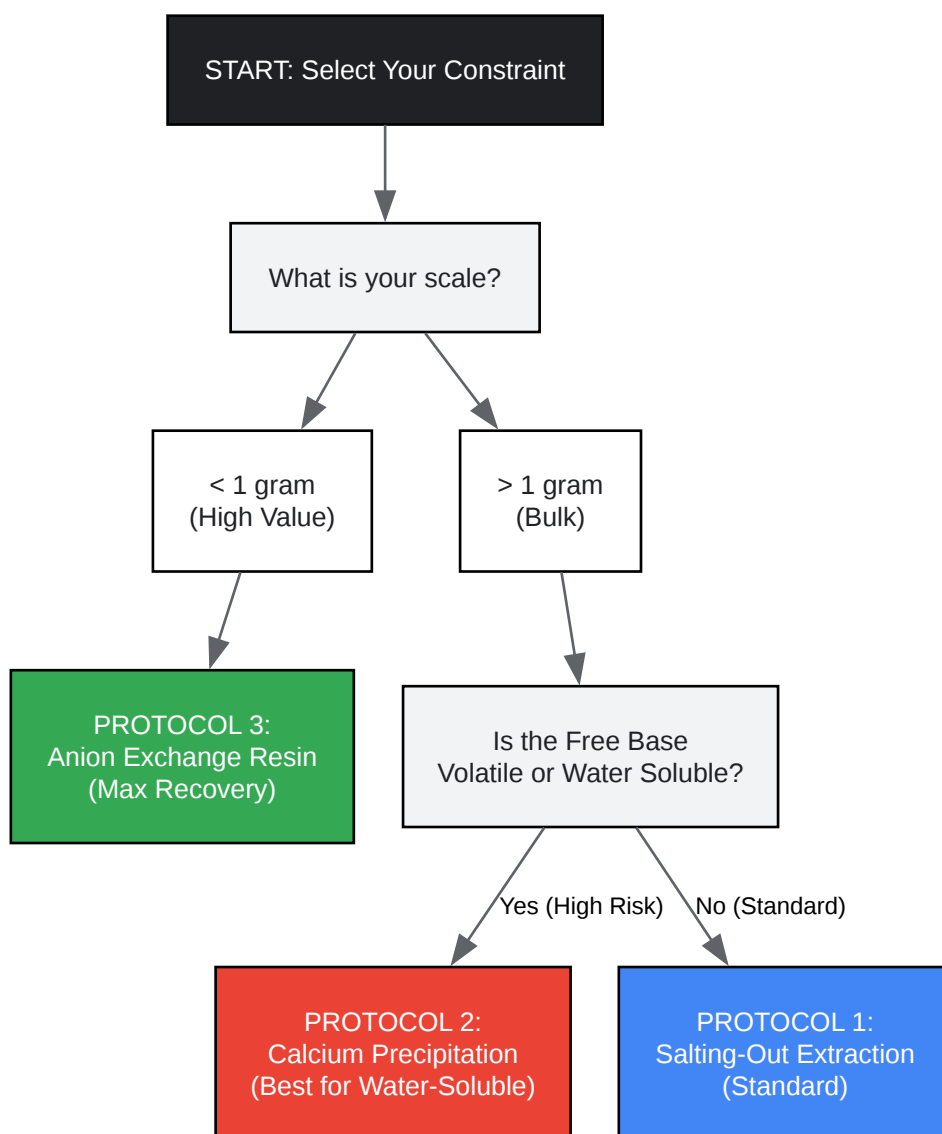 START: Select Your Constraint
What is your scale?
< 1 gram
(High Value)
> 1 gram
(Bulk)
PROTOCOL 3:
Anion Exchange Resin
(Max Recovery)
Is the Free Base
Volatile or Water Soluble?
Yes (High Risk)
No (Standard)
PROTOCOL 2:
Calcium Precipitation
(Best for Water-Soluble)
PROTOCOL 1:
Salting-Out Extraction
(Standard)